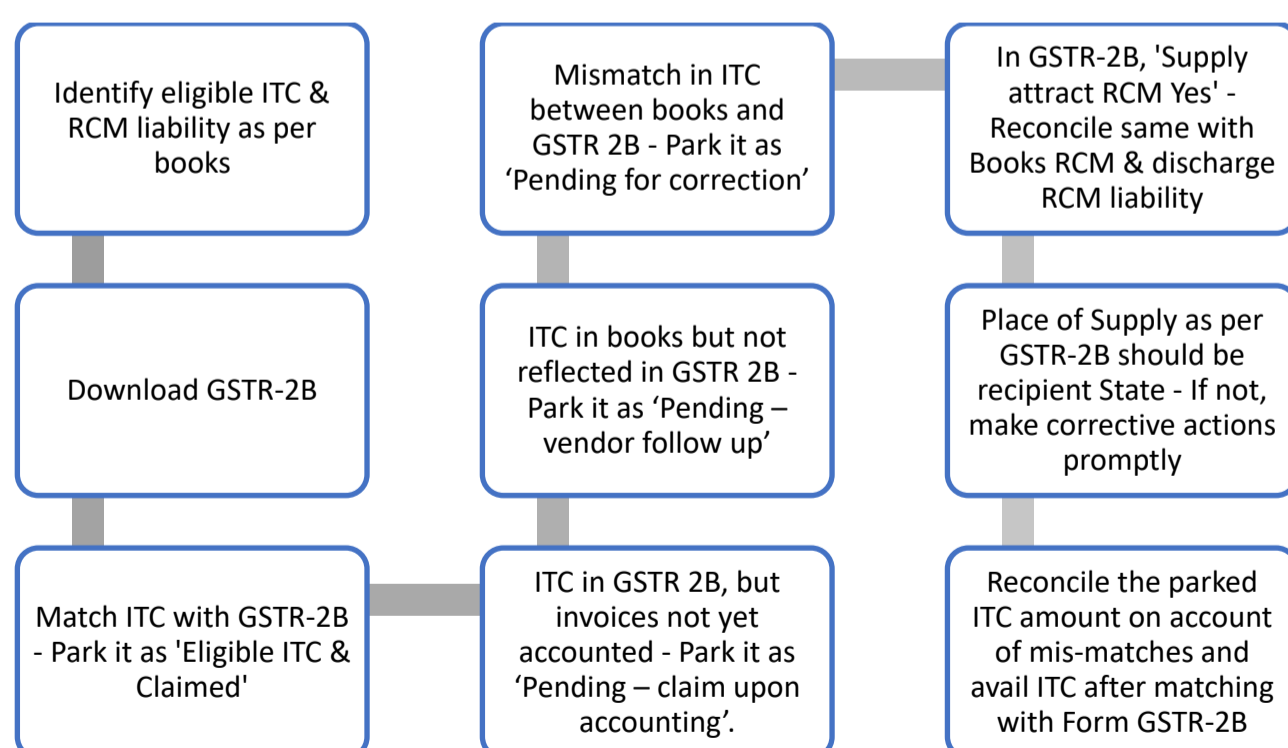 Identify eligible ITC &
RCM liability as per
books
Download GSTR-2B
Match ITC with GSTR-2B
- Park it as 'Eligible ITC &
Claimed'
ITC in GSTR 2B, but
invoices not yet
accounted - Park it as
‘Pending – claim upon
accounting’.
ITC in books but not
reflected in GSTR 2B -
Park it as ‘Pending –
vendor follow up’
Mismatch in ITC
between books and
GSTR 2B - Park it as
‘Pending for correction’
In GSTR-2B, 'Supply
attract RCM Yes' -
Reconcile same with
Books RCM & discharge
RCM liability
Place of Supply as per
GSTR-2B should be
recipient State - If not,
make corrective actions
promptly
Reconcile the parked
ITC amount on account
of mis-matches and
avail ITC after matching
with Form GSTR-2B